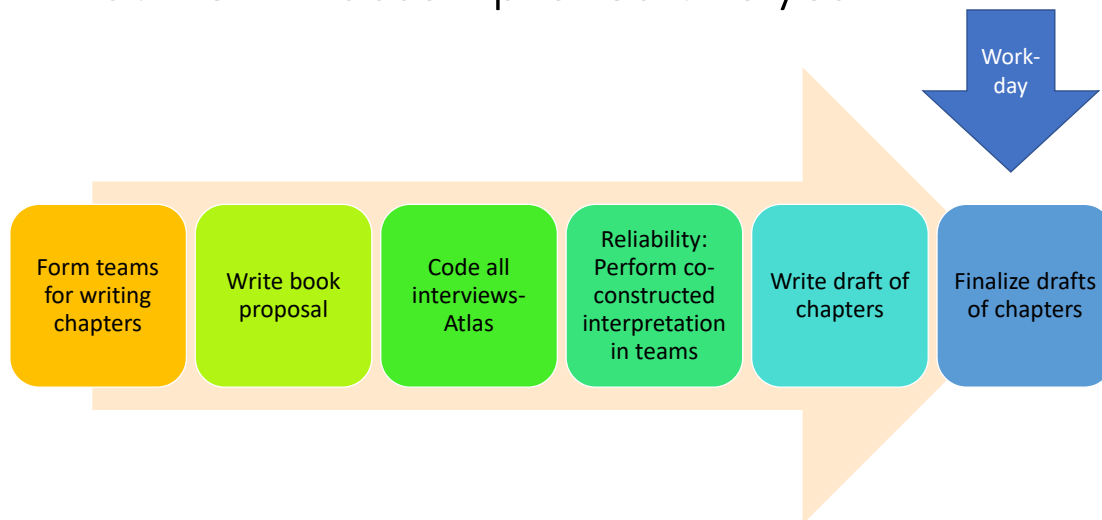 Work-
day
Form teams
for writing
chapters
Write book
proposal
Code all
interviews-
Atlas
Reliability:
Perform co-
constructed
interpretation
in teams
Write draft of
chapters
Finalize drafts
of chapters